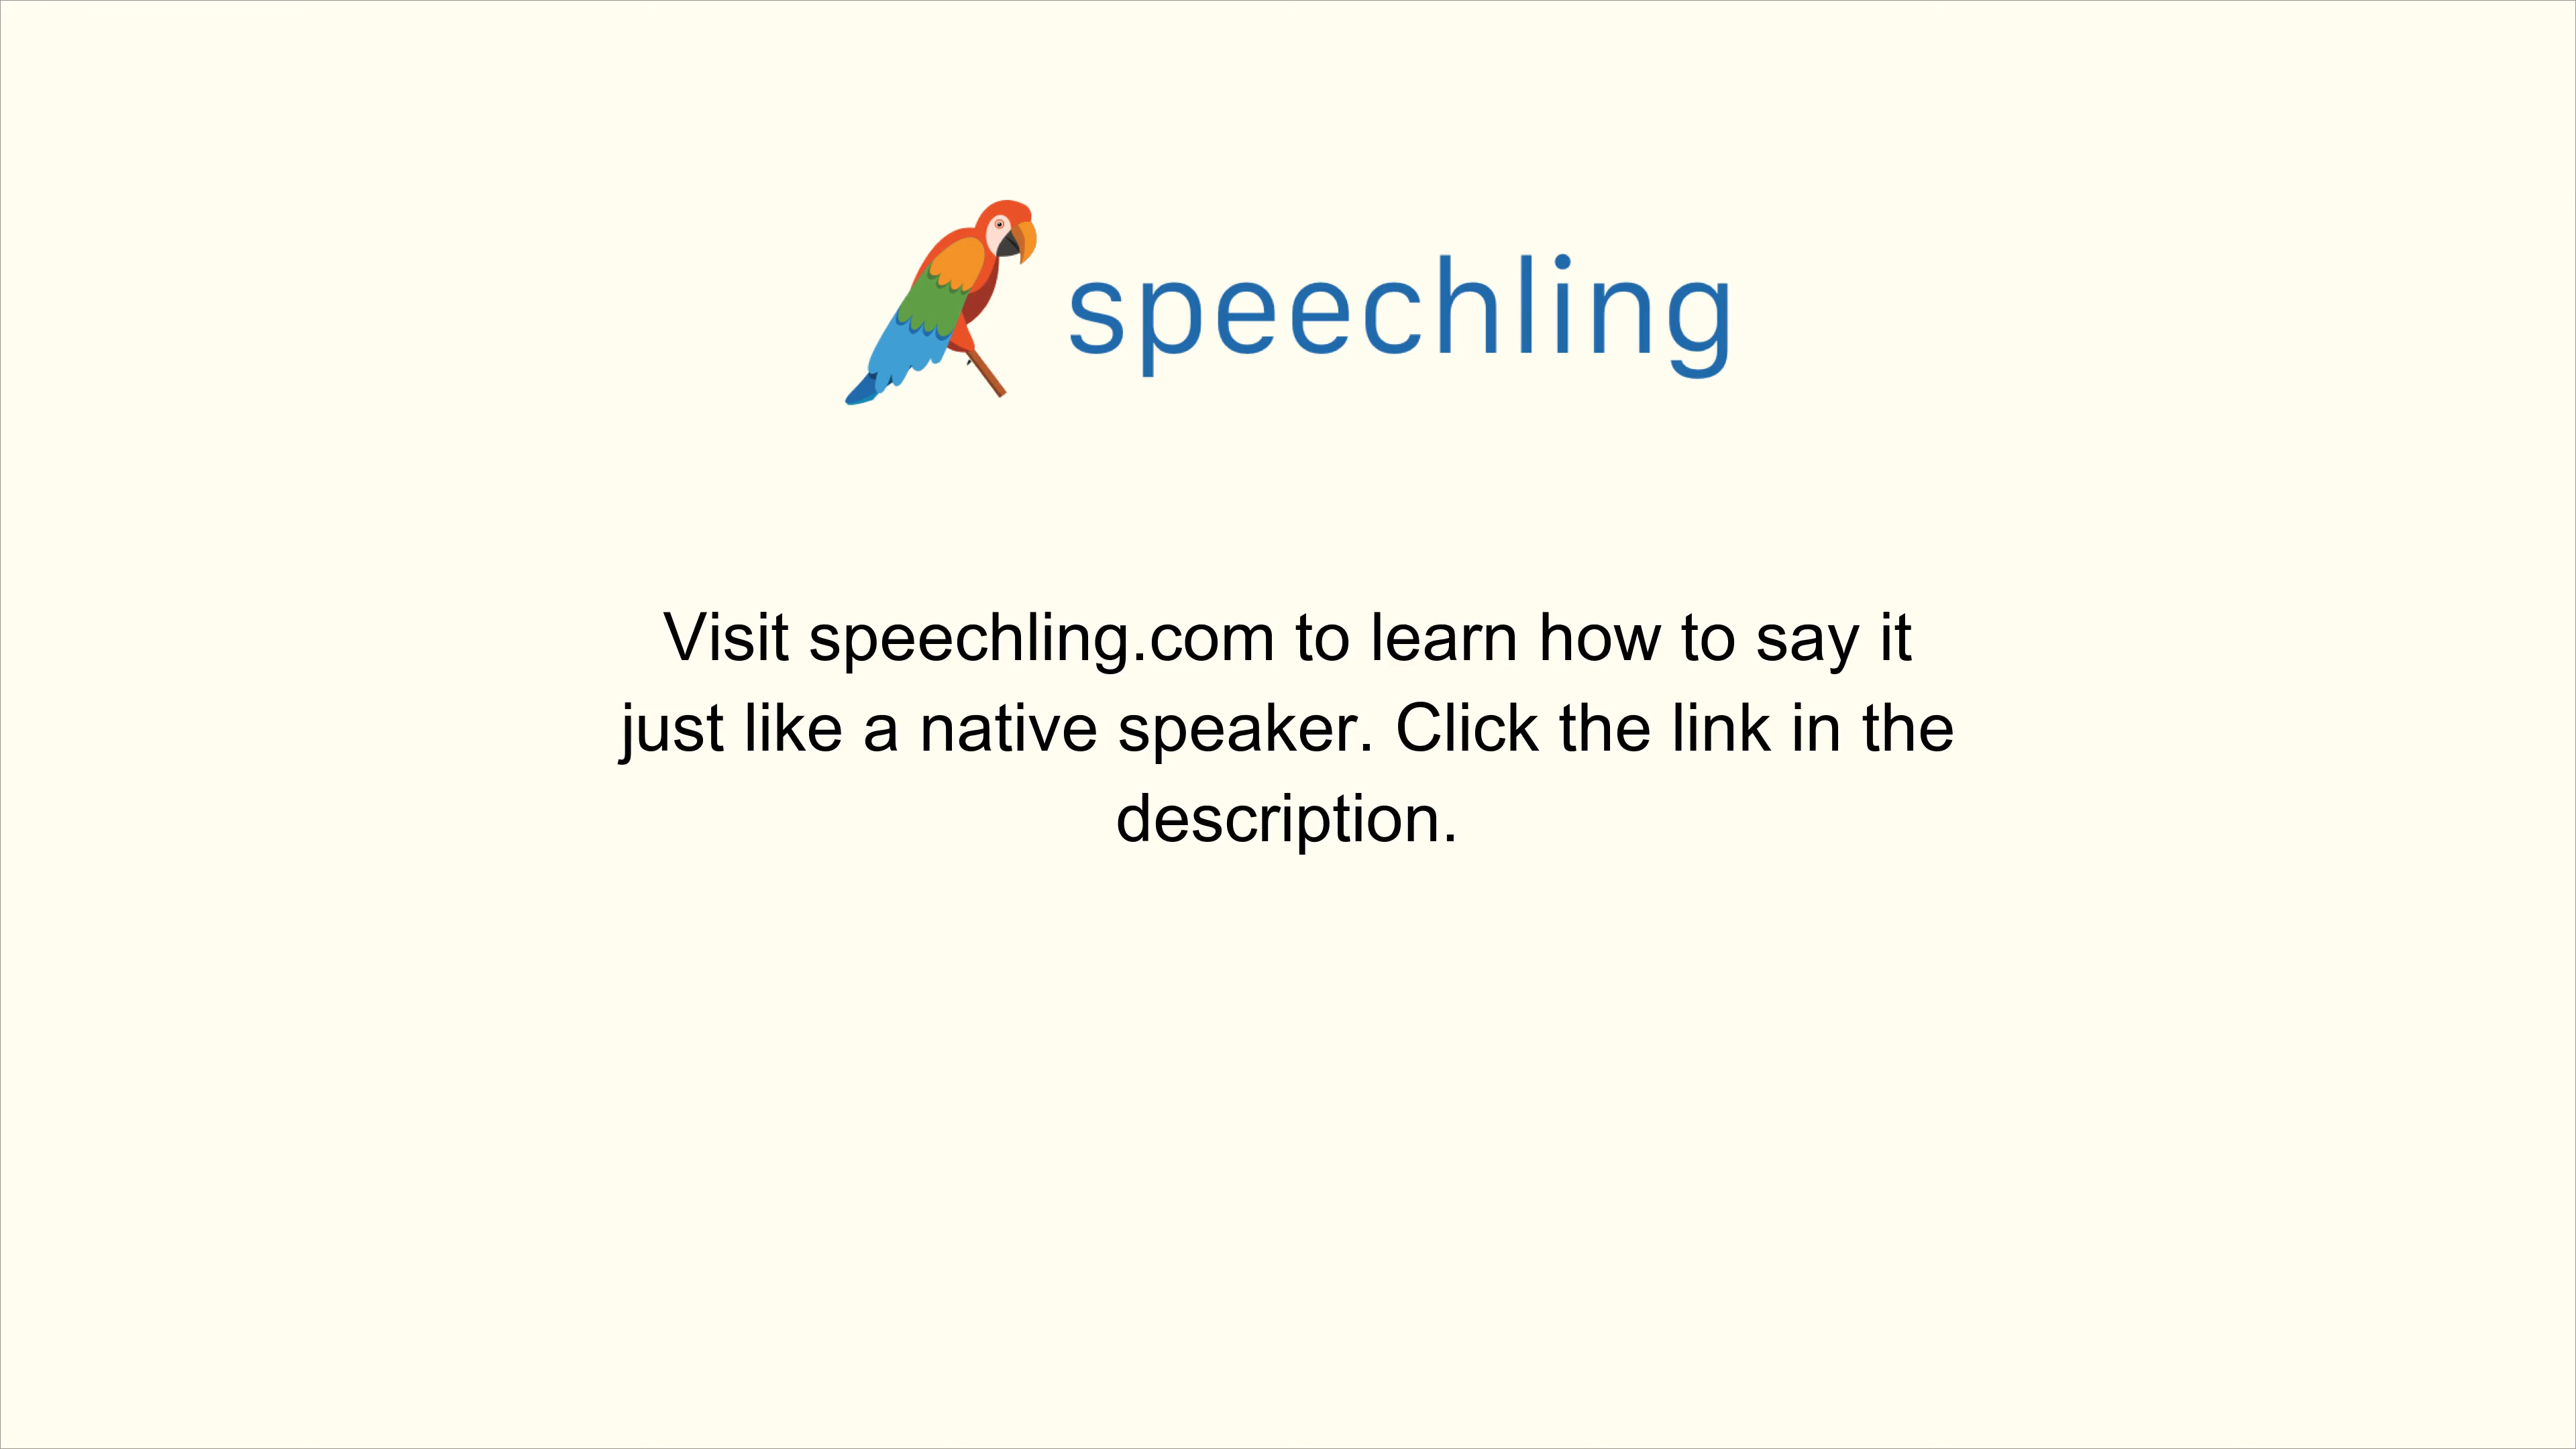 speechling
Visit speechling.com to learn how to say it
just like a native speaker. Click the link in the
description.